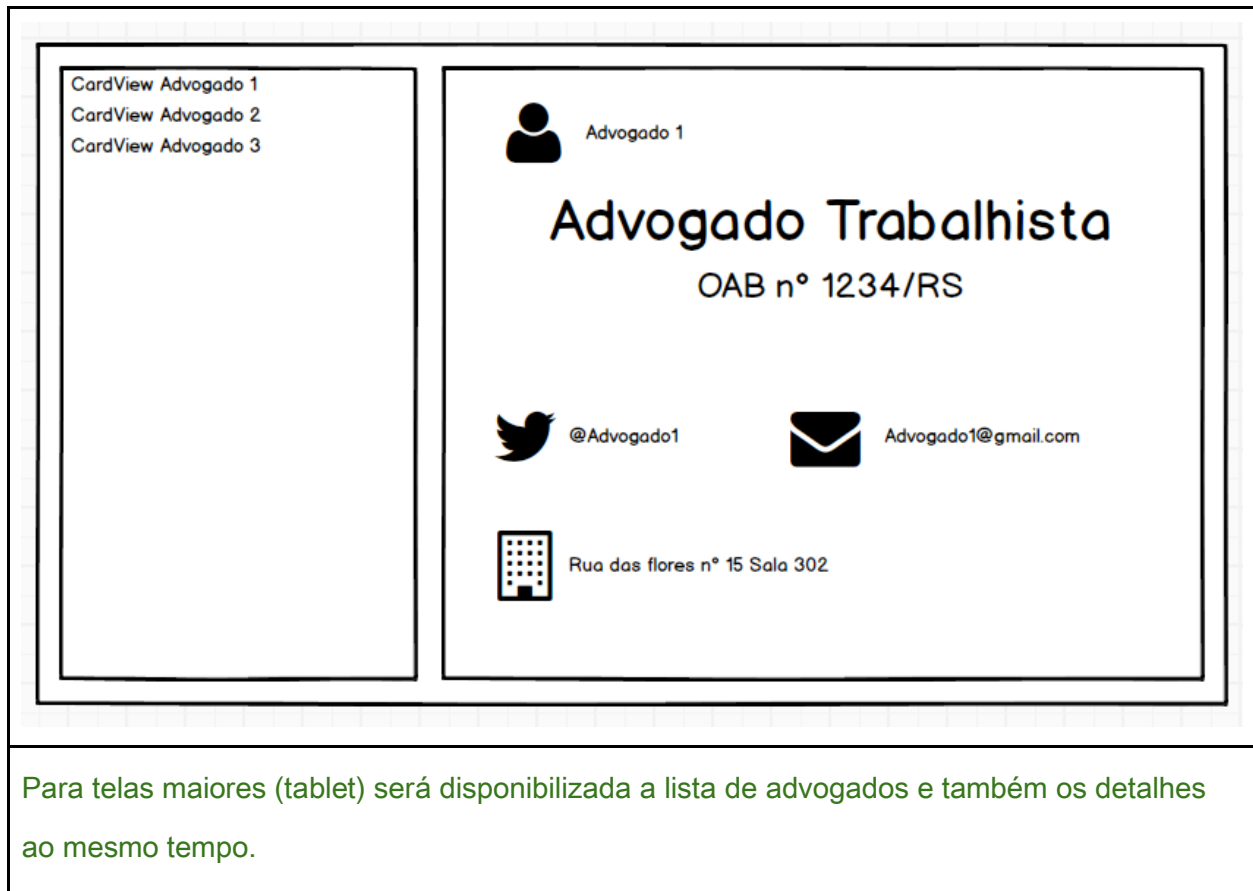 CardView Advogado 1
CardView Advogado 2
CardView Advogado 3
Advogado 1
Advogado Trabalhista
OAB nº 1234/RS
@Advogado1
Advogado1@gmail.com
Rua das flores nº 15 Sala 302
Para telas maiores (tablet) será disponibilizada a lista de advogados e também os detalhes
ao mesmo tempo.